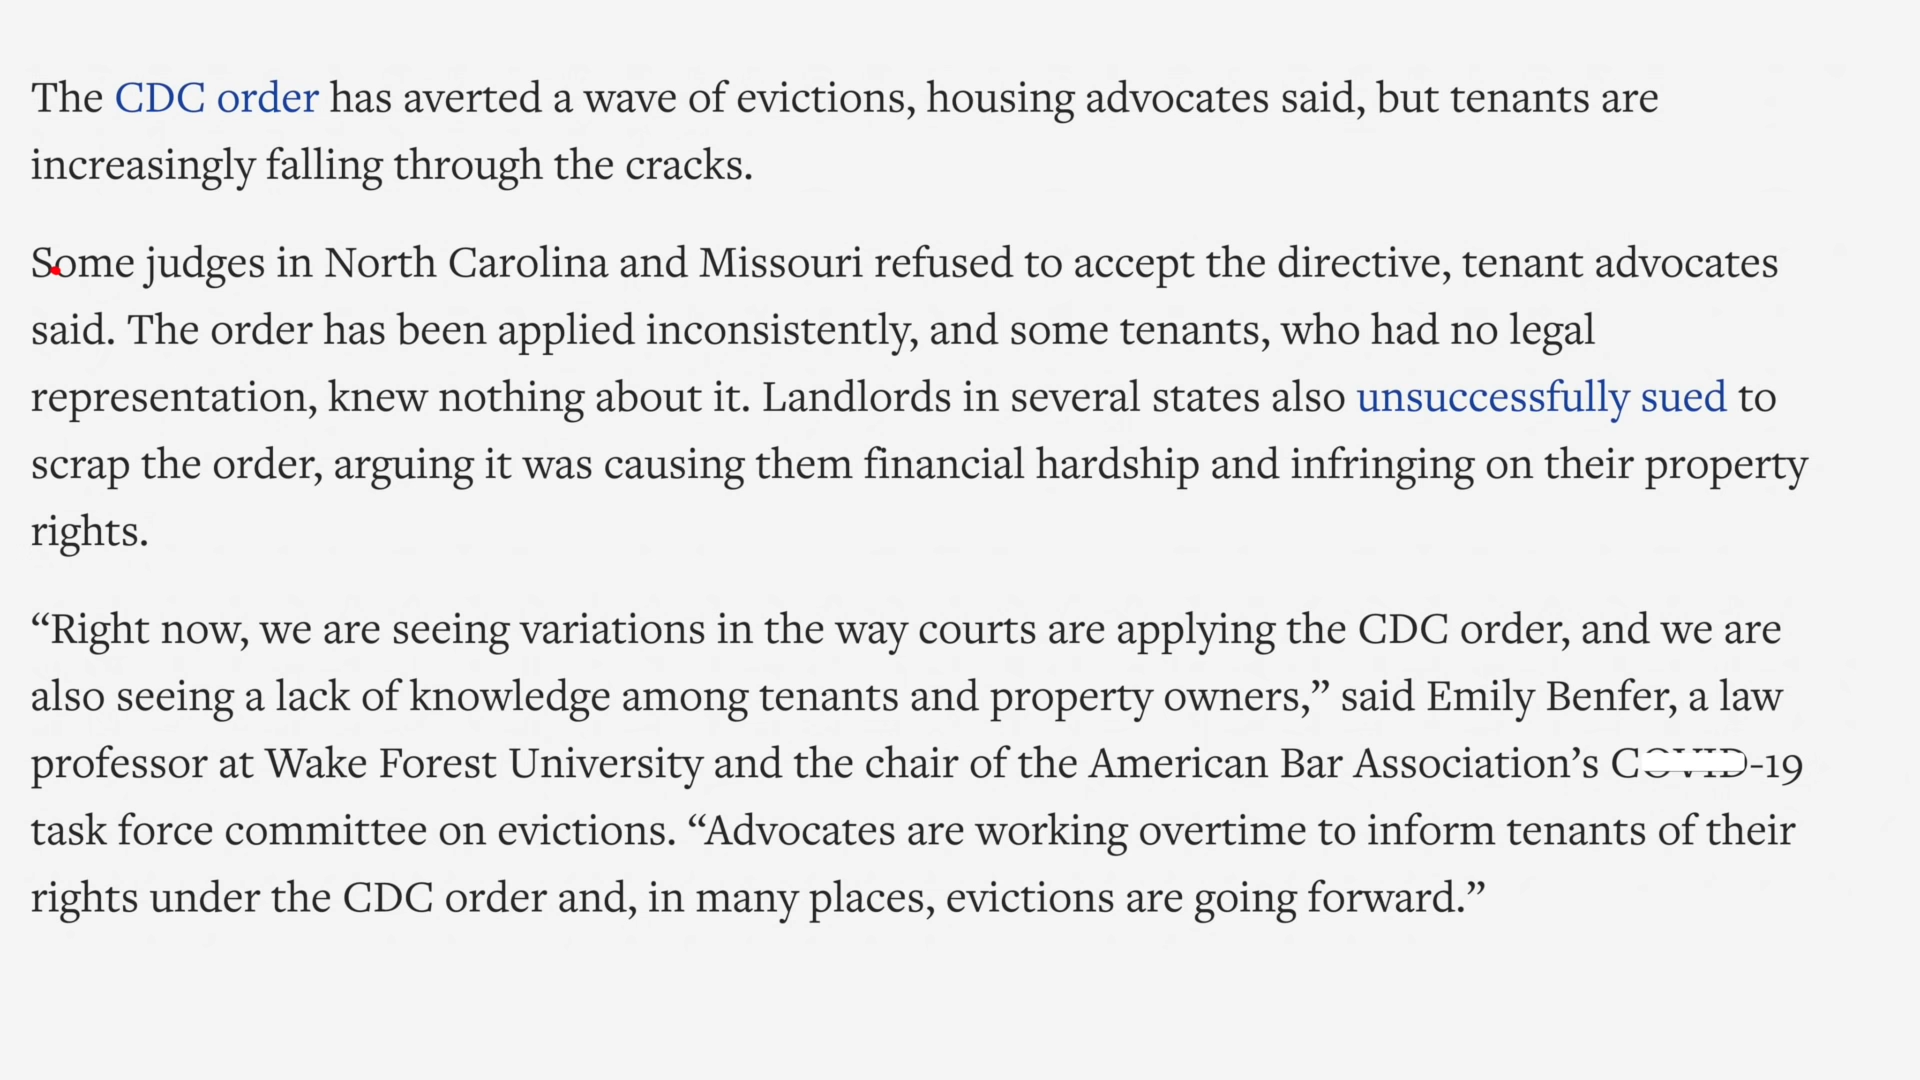 The CDC order has averted a wave of evictions, housing advocates said, but tenants are
increasingly falling through the cracks.
Some judges in North Carolina and Missouri refused to accept the directive, tenant advocates
said. The order has been applied inconsistently, and some tenants, who had no legal
representation, knew nothing about it. Landlords in several states also unsuccessfully sued to
scrap the order, arguing it was causing them financial hardship and infringing on their property
rights.
“Right now, we are seeing variations in the way courts are applying the CDC order, and we are
also seeing a lack of knowledge among tenants and property owners,” said Emily Benfer, a law
professor at Wake Forest University and the chair of the American Bar Association’s COVID-19
task force committee on evictions. “Advocates are working overtime to inform tenants of their
rights under the CDC order and, in many places, evictions are going forward.”